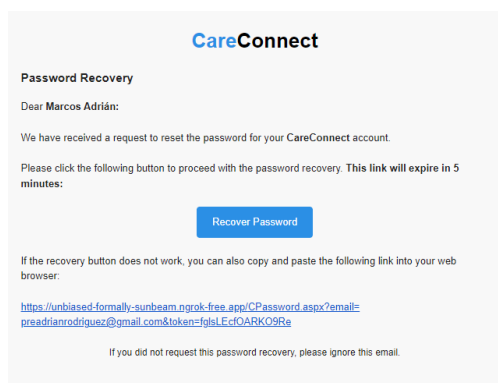 CareConnect
Password Recovery
Dear Marcos Adrián:
We have received a request to reset the password for your CareConnect account.
Please click the following button to proceed with the password recovery. This link will expire in 5
minutes:
Recover Password
If the recovery button does not work, you can also copy and paste the following link into your web
browser:
https://unbiased-formally-sunbeam.ngrok-free.app/CPassword.aspx?email=
preadrianrodriguez@gmail.com&token=fglsLEcfOARKO9Re
If you did not request this password recovery, please ignore this email.